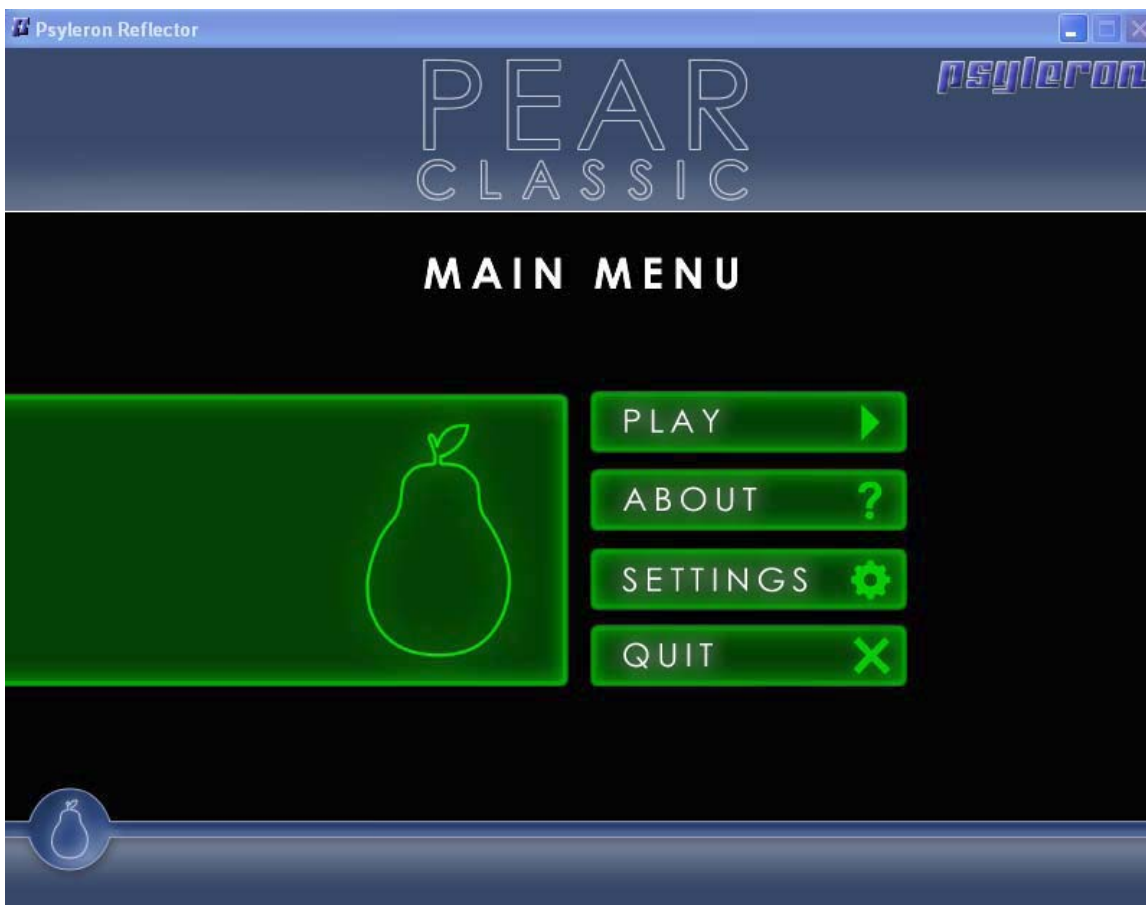 Psyleron Reflector
psyleron
PEAR
CLASSIC
MAIN MENU
PLAY
ABOUT ?
SETTINGS
QUIT